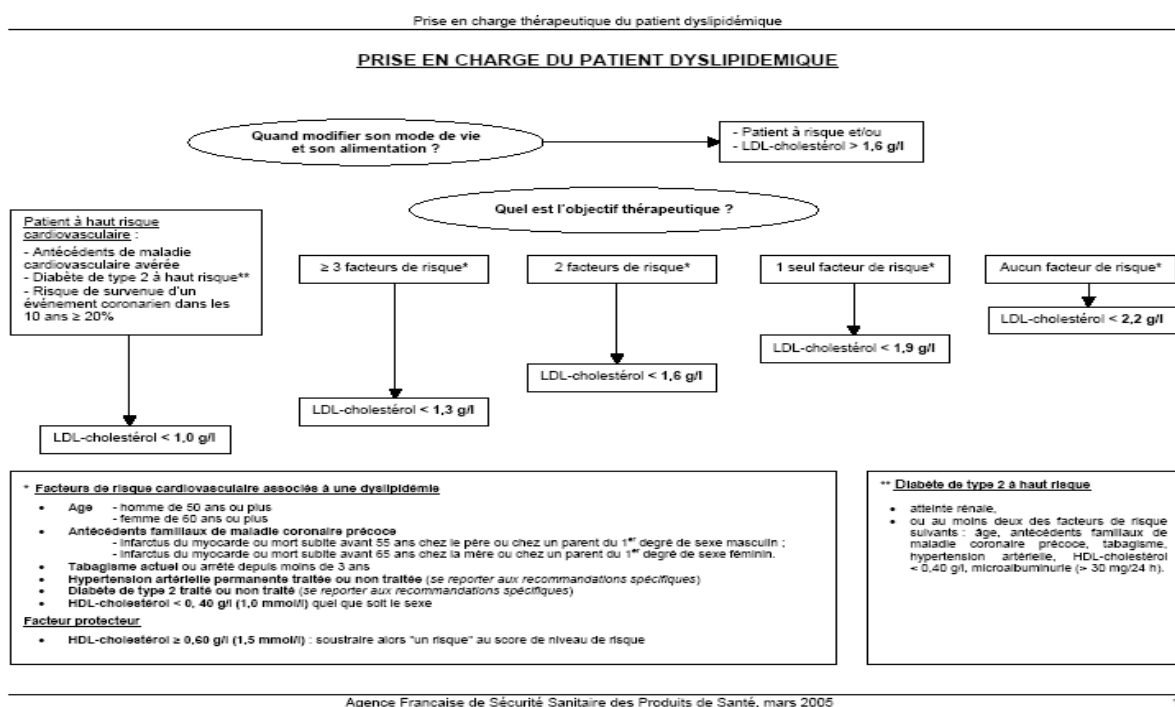 Prise en charge thérapeutique du patient dyslipidémique
PRISE EN CHARGE DU PATIENT DYSLIPIDEMIQUE
Quand modifier son mode de vie
et son alimentation ?
- Patient à risque et/ou
- LDL-cholestérol > 1,6 g/l
Quel est l'objectif thérapeutique ?
Patient à haut risque
cardiovasculaire :
- Antécédents de maladie
cardiovasculaire avérée
- Diabète de type 2 à haut risque**
- Risque de survenue d'un
événement coronarien dans les
10 ans ≥ 20%
≥ 3 facteurs de risque*
2 facteurs de risque*
1 seul facteur de risque*
Aucun facteur de risque*
LDL-cholestérol < 2,2 g/l
LDL-cholestérol < 1,9 g/l
LDL-cholestérol < 1,6 g/l
LDL-cholestérol < 1,3 g/l
LDL-cholestérol < 1,0 g/l
* Facteurs de risque cardiovasculaire associés à une dyslipidémie
• Age - homme de 50 ans ou plus
- femme de 60 ans ou plus
• Antécédents familiaux de maladie coronaire précoce
- infarctus du myocarde ou mort subite avant 55 ans chez le père ou chez un parent du 1er degré de sexe masculin ;
- infarctus du myocarde ou mort subite avant 65 ans chez la mère ou chez un parent du 1er degré de sexe féminin.
• Tabagisme actuel ou arrêté depuis moins de 3 ans
• Hypertension artérielle permanente traitée ou non traitée (se reporter aux recommandations spécifiques)
• Diabète de type 2 traité ou non traité (se reporter aux recommandations spécifiques)
• HDL-cholestérol < 0, 40 g/l (1,0 mmol/l) quel que soit le sexe
Facteur protecteur
• HDL-cholestérol ≥ 0,60 g/l (1,5 mmol/l) : soustraire alors "un risque" au score de niveau de risque
** Diabète de type 2 à haut risque
• atteinte rénale,
• ou au moins deux des facteurs de risque
suivants : âge, antécédents familiaux de
maladie coronaire précoce, tabagisme,
hypertension artérielle, HDL-cholestérol
< 0,40 g/l, microalbuminurie (> 30 mg/24 h).
Agence Française de Sécurité Sanitaire des Produits de Santé, mars 2005